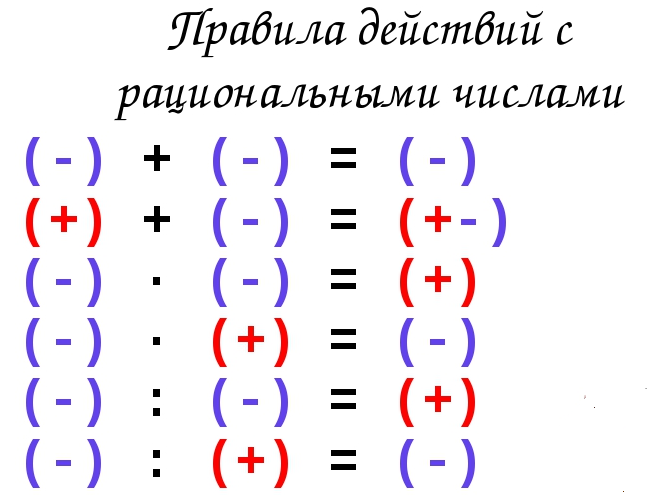 Правила действий с
рациональными числами
( - ) + ( - ) = ( - )
( + ) + ( - ) = ( + - )
( - ) · ( - ) = ( + )
( - ) · ( + ) = ( - )
( - ) : ( - ) = ( + )
( - ) : ( + ) = ( - )